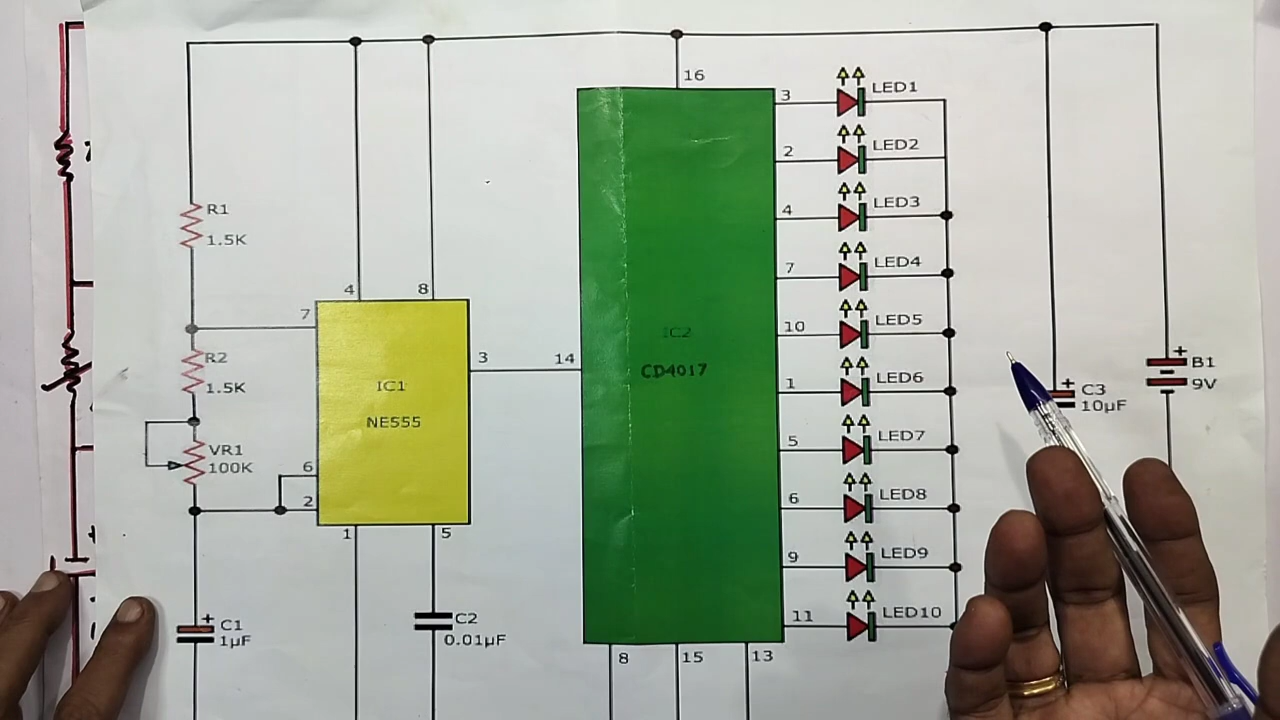 16
3
LED1
2
LED2
4
LED3
R1
1.5K
7
LED4
4
8
7
10
LED5
IC2
CD4017
3
14
R2
1.5K
IC1
NE555
1
LED6
+
B1
9V
+
C3
10µF
VR1
100K
6
2
5
LED7
6
LED8
1
5
9
LED9
+
C1
1µF
C2
0.01µF
11
LED10
8
15
13